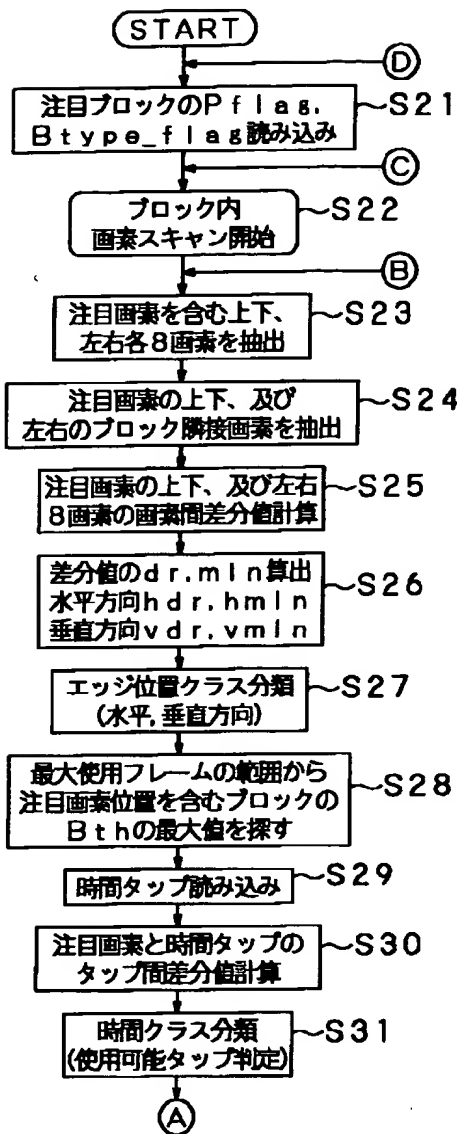 START
D
注目ブロックのPflag,
Btype_flag読み込み
S21
C
ブロック内
画素スキャン開始
S22
B
注目画素を含む上下、
左右各8画素を抽出
S23
注目画素の上下、及び
左右のブロック隣接画素を抽出
S24
注目画素の上下、及び左右
8画素の画素間差分値計算
S25
差分値のdr.min算出
水平方向hdr.hmin
垂直方向vdr.vmin
S26
エッジ位置クラス分類
(水平,垂直方向)
S27
最大使用フレームの範囲から
注目画素位置を含むブロックの
Bthの最大値を探す
S28
時間タップ読み込み
S29
注目画素と時間タップの
タップ間差分値計算
S30
時間クラス分類
(使用可能タップ判定)
S31
A